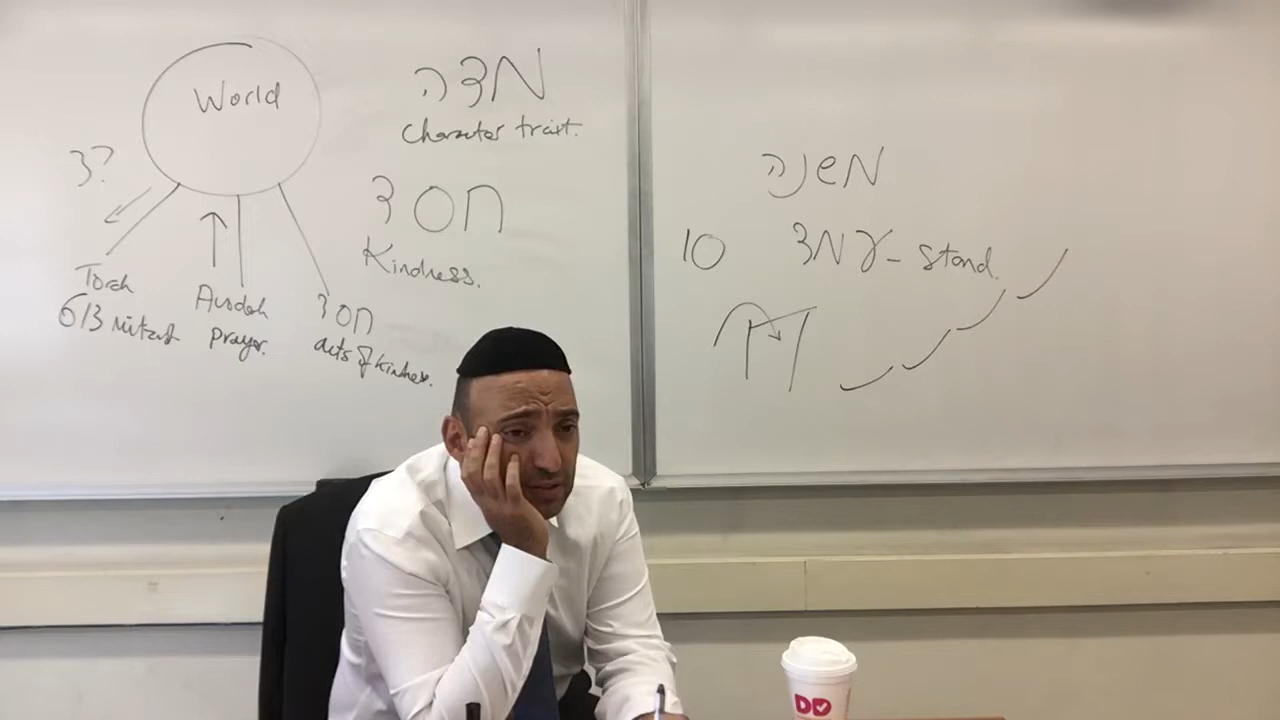 World
מדה
character trait.
3?
חסד
Kindness.
Torah
613 mitzvot
Avodah
prayer.
חסד
acts of kindness.
משנה
10 עמד - stand.
DD